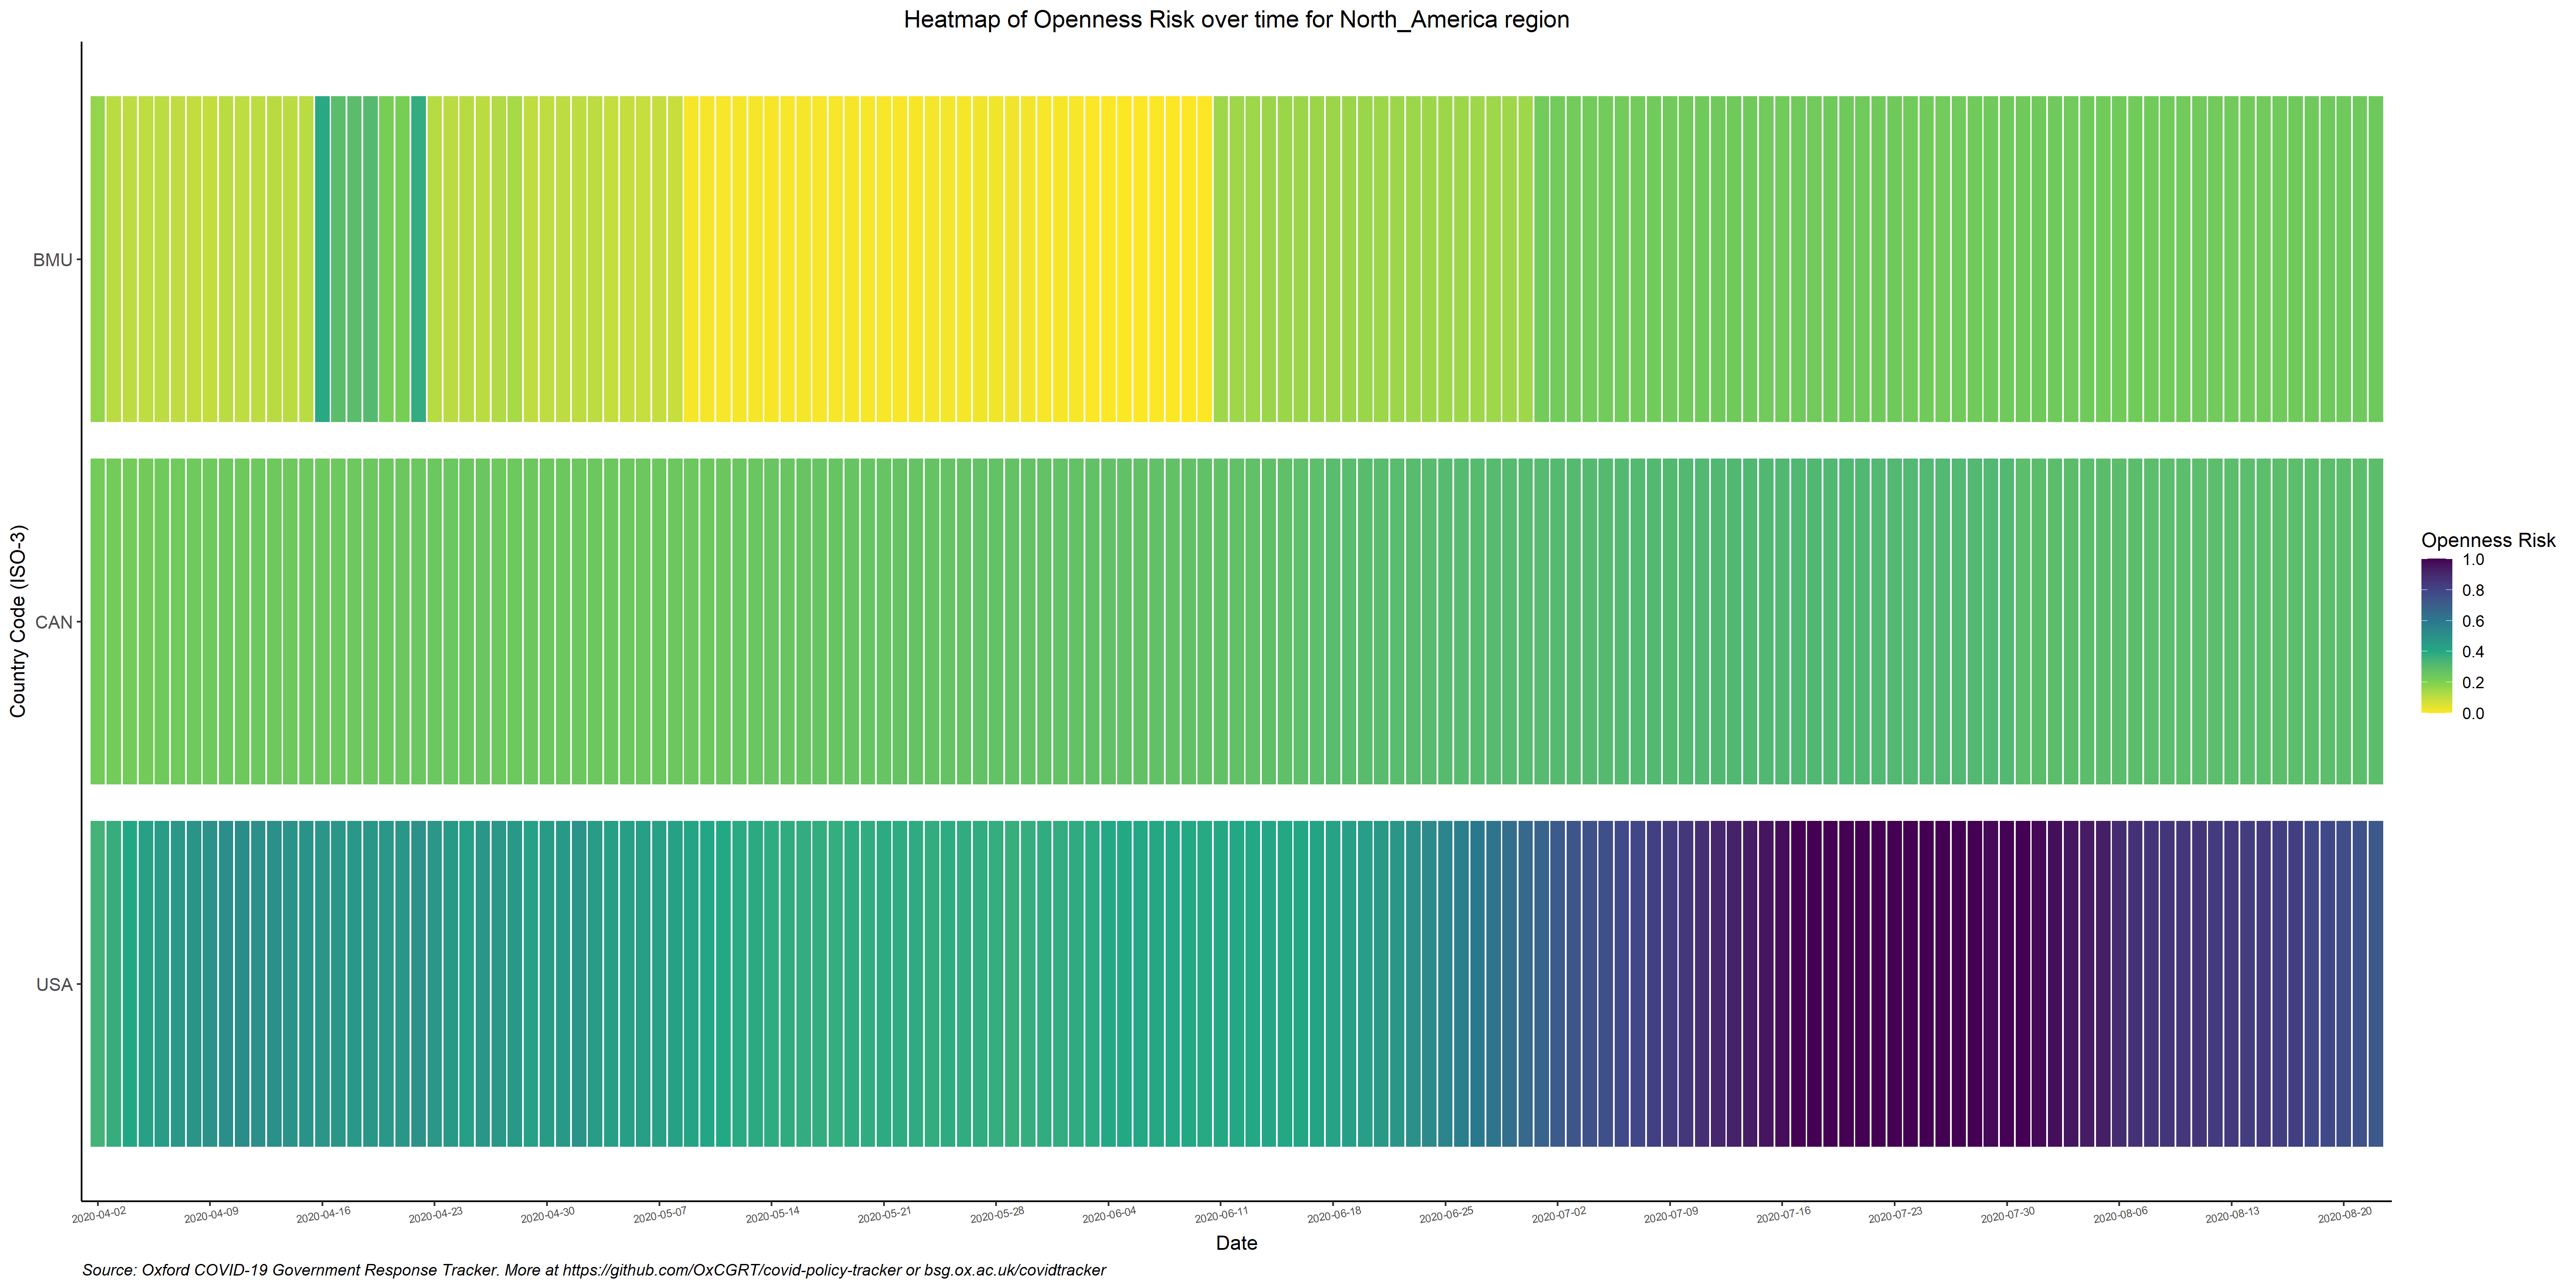 Heatmap of Openness Risk over time for North_America region
Country Code (ISO-3)
BMU
CAN
USA
Openness Risk
1.0
0.8
0.6
0.4
0.2
0.0
2020-04-02 2020-04-09 2020-04-16 2020-04-23 2020-04-30 2020-05-07 2020-05-14 2020-05-21 2020-05-28 2020-06-04 2020-06-11 2020-06-18 2020-06-25 2020-07-02 2020-07-09 2020-07-16 2020-07-23 2020-07-30 2020-08-06 2020-08-13 2020-08-20
Date
Source: Oxford COVID-19 Government Response Tracker. More at https://github.com/OxCGRT/covid-policy-tracker or bsg.ox.ac.uk/covidtracker